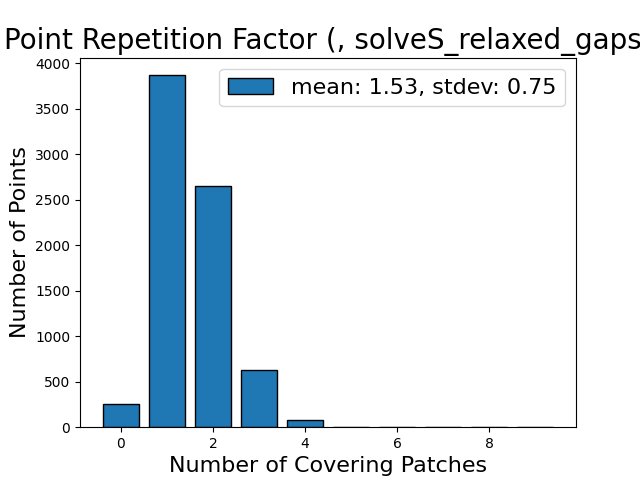 Point Repetition Factor (, solveS_relaxed_gaps
mean: 1.53, stdev: 0.75
Number of Points
4000
3500
3000
2500
2000
1500
1000
500
0
0 2 4 6 8
Number of Covering Patches